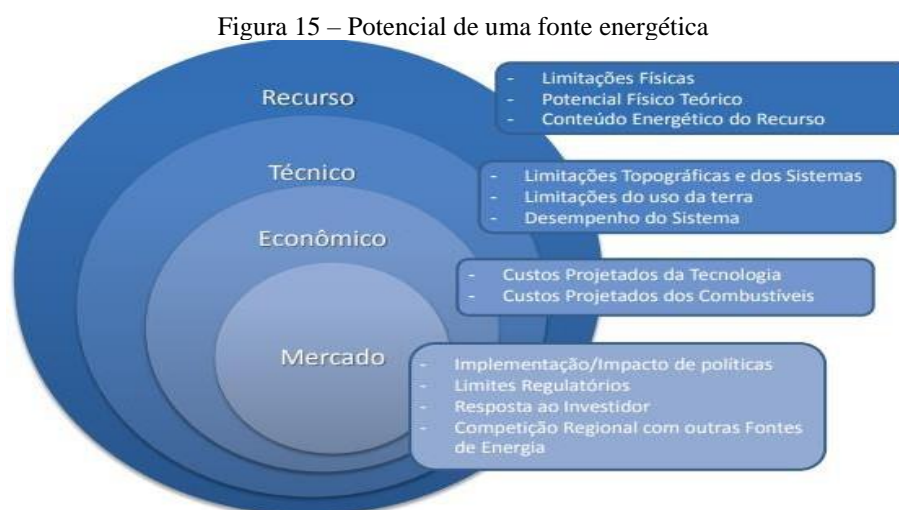 Figura 15 – Potencial de uma fonte energética
Recurso
- Limitações Físicas
- Potencial Físico Teórico
- Conteúdo Energético do Recurso
Técnico
- Limitações Topográficas e dos Sistemas
- Limitações do uso da terra
- Desempenho do Sistema
Econômico
- Custos Projetados da Tecnologia
- Custos Projetados dos Combustíveis
Mercado
- Implementação/Impacto de políticas
- Limites Regulatórios
- Resposta ao Investidor
- Competição Regional com outras Fontes
de Energia